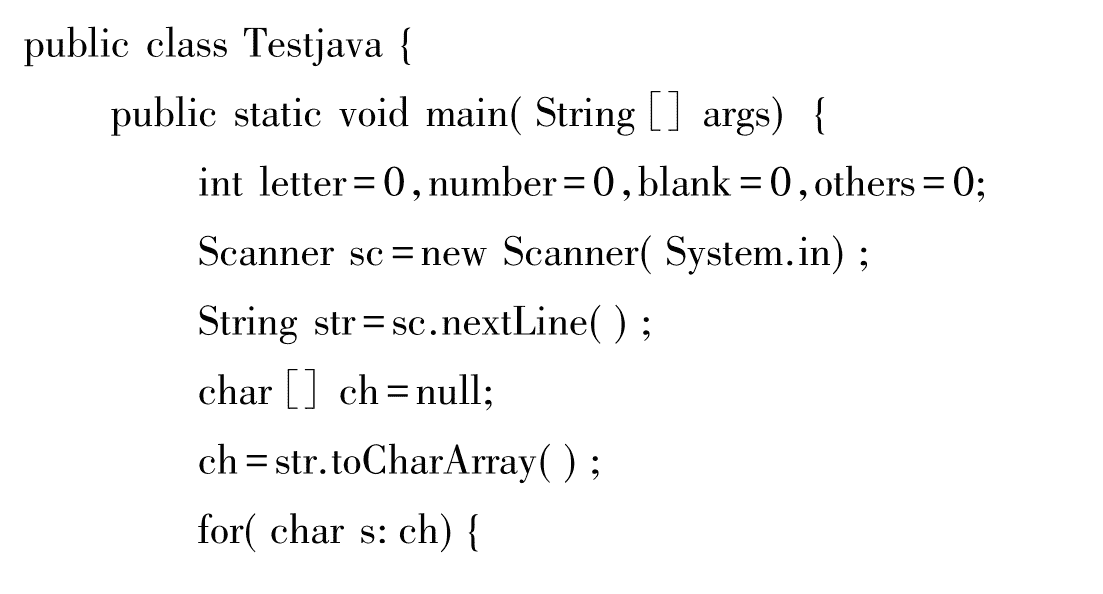 public class Testjava {
public static void main( String [] args) {
int letter=0,number=0,blank=0,others=0;
Scanner sc=new Scanner( System.in) ;
String str=sc.nextLine( ) ;
char [] ch=null;
ch=str.toCharArray( ) ;
for( char s: ch) {